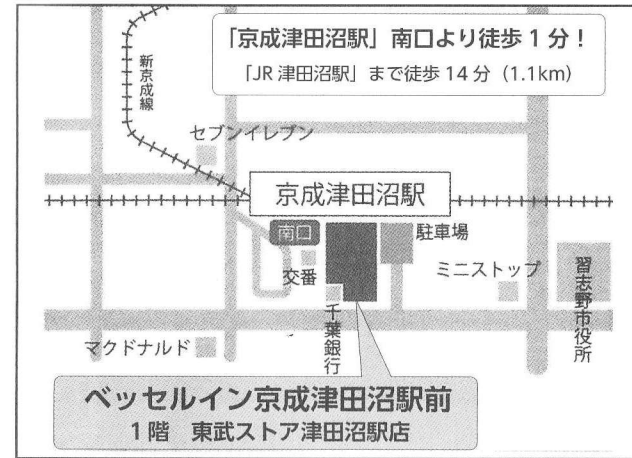 「京成津田沼駅」南口より徒歩1分！
「JR 津田沼駅」まで徒歩 14 分（1.1km）
新京成線
セブンイレブン
京成津田沼駅
南口
駐車場
交番
ミニストップ
習志野市役所
千葉銀行
マクドナルド
ベッセルイン京成津田沼駅前
1階　東武ストア津田沼駅店